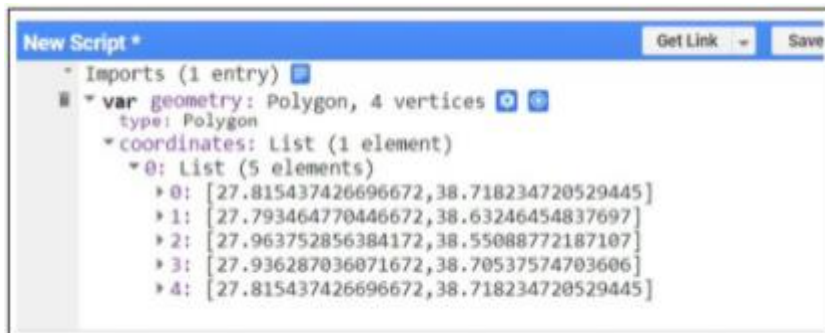 New Script * Get Link Save
Imports (1 entry)
var geometry: Polygon, 4 vertices
type: Polygon
coordinates: List (1 element)
0: List (5 elements)
0: [27.815437426696672,38.718234720529445]
1: [27.793464770446672,38.63246454837697]
2: [27.963752856384172,38.55088772187107]
3: [27.936287036071672,38.70537574703606]
4: [27.815437426696672,38.718234720529445]